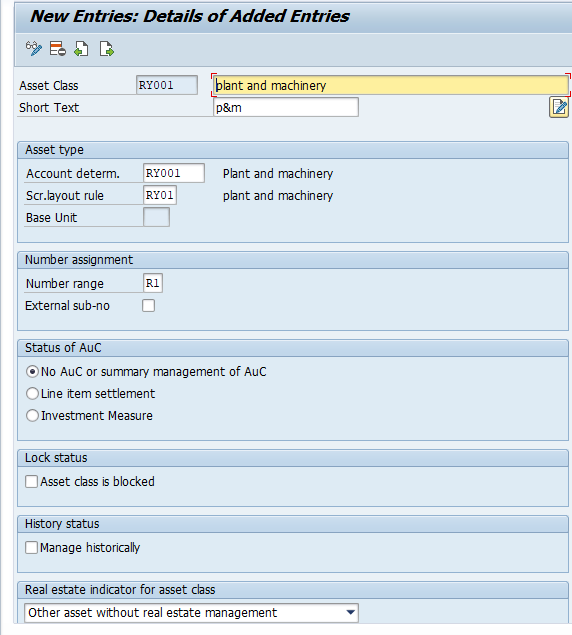 New Entries: Details of Added Entries
Asset Class RY001 plant and machinery
Short Text p&m
Asset type
Account determ. RY001 Plant and machinery
Scr.layout rule RY01 plant and machinery
Base Unit
Number assignment
Number range R1
External sub-no
Status of AuC
No AuC or summary management of AuC
Line item settlement
Investment Measure
Lock status
Asset class is blocked
History status
Manage historically
Real estate indicator for asset class
Other asset without real estate management